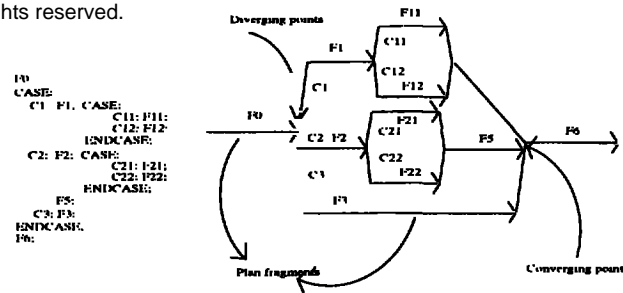 hts reserved.
F0
CASE:
C1 F1, CASE:
C11: F11:
C12: F12-
ENDCASE;
C2: F2: CASE:
C21: F21;
C22: F22:
ENDCASE;
F5:
C3: F3:
ENDCASE.
F6:
Diverging points
F11
F1
C11
C12
F12
C1
F0
F21
C2 F2
C21
F5
F6
C22
C3
F22
F3
Plan fragments
Converging point